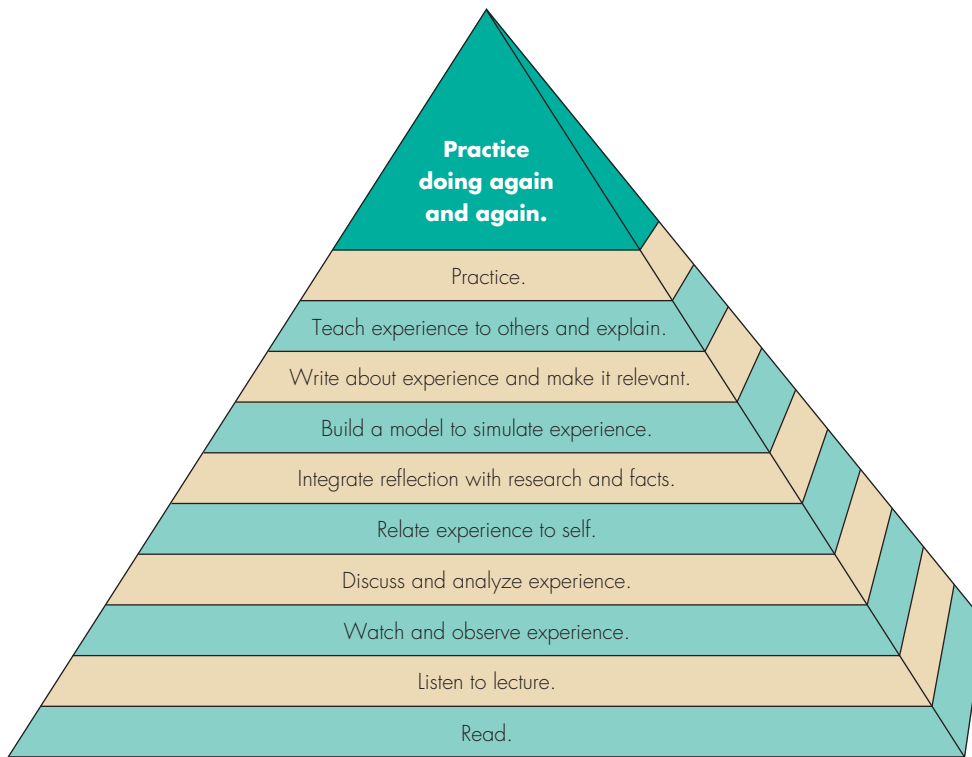 Practice
doing again
and again.
Practice.
Teach experience to others and explain.
Write about experience and make it relevant.
Build a model to simulate experience.
Integrate reflection with research and facts.
Relate experience to self.
Discuss and analyze experience.
Watch and observe experience.
Listen to lecture.
Read.